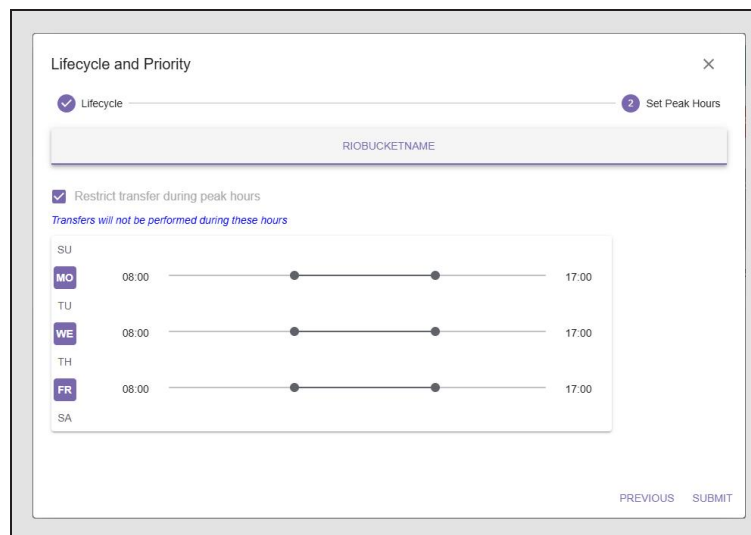 Lifecycle and Priority
Lifecycle
2 Set Peak Hours
RIOBUCKETNAME
Restrict transfer during peak hours
Transfers will not be performed during these hours
SU
MO 08:00 17:00
TU
WE 08:00 17:00
TH
FR 08:00 17:00
SA
PREVIOUS SUBMIT